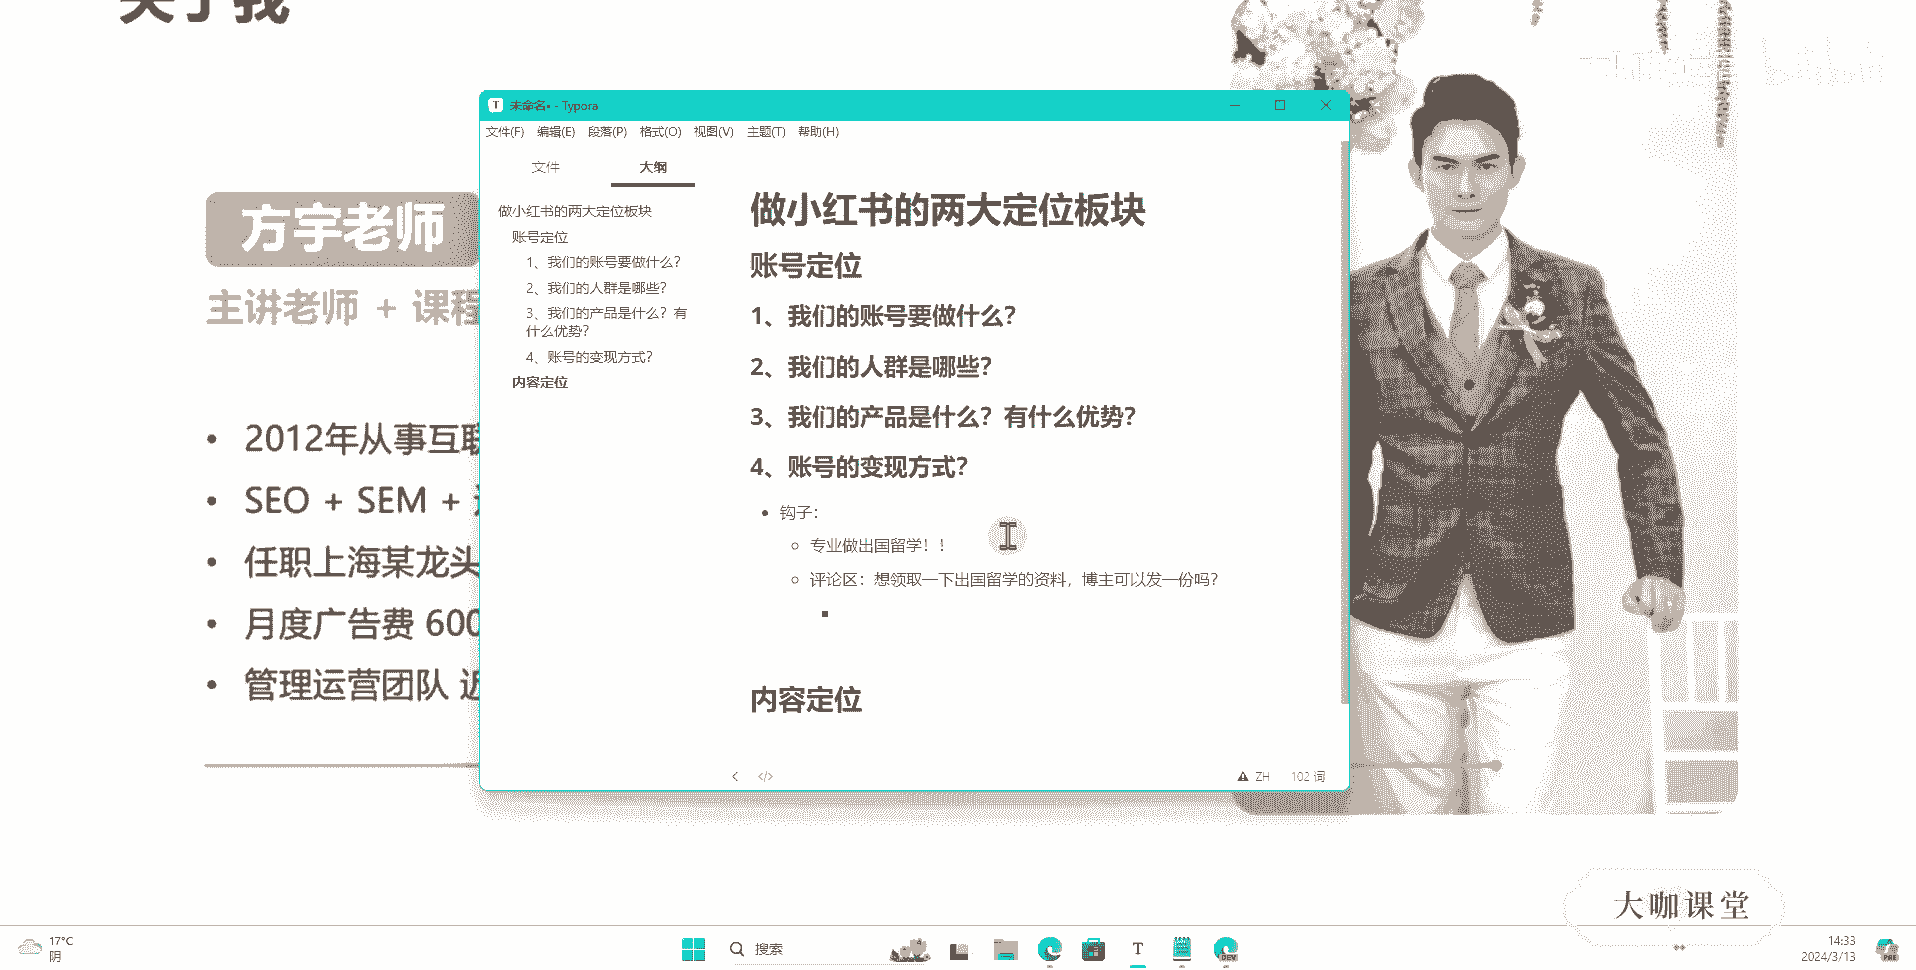 关于我
方宇老师
主讲老师 + 课程
2012年从事互联
SEO + SEM +
任职上海某龙头
月度广告费 600
管理运营团队 近
T 未命名• - Typora
文件(F) 编辑(E) 段落(P) 格式(O) 视图(V) 主题(T) 帮助(H)
文件 大纲
做小红书的两大定位板块
账号定位
1、我们的账号要做什么？
2、我们的人群是哪些？
3、我们的产品是什么？有
什么优势？
4、账号的变现方式？
内容定位
做小红书的两大定位板块
账号定位
1、我们的账号要做什么？
2、我们的人群是哪些？
3、我们的产品是什么？有什么优势？
4、账号的变现方式？
钩子：
专业做出国留学！！
评论区：想领取一下出国留学的资料，博主可以发一份吗？
内容定位
ZH 102 词
大咖课堂
17°C
阴
搜索
T
DEV
14:33
2024/3/13
PRE